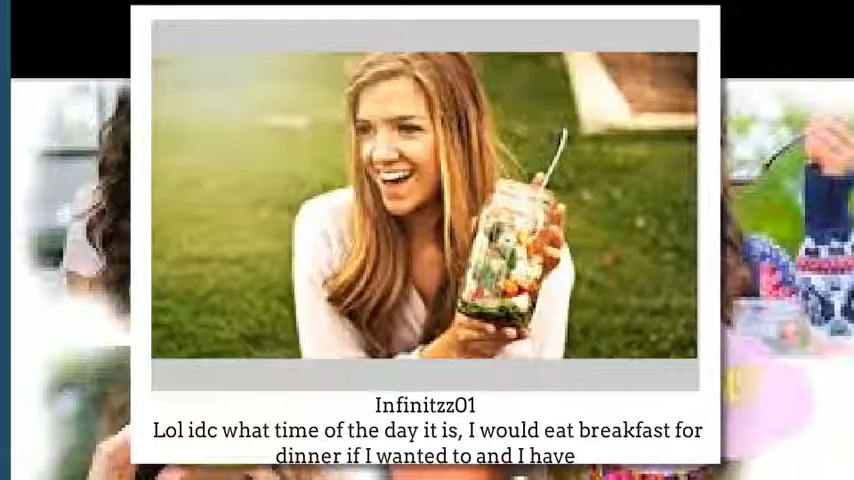 Infinitzz01
Lol idc what time of the day it is, I would eat breakfast for
dinner if I wanted to and I have